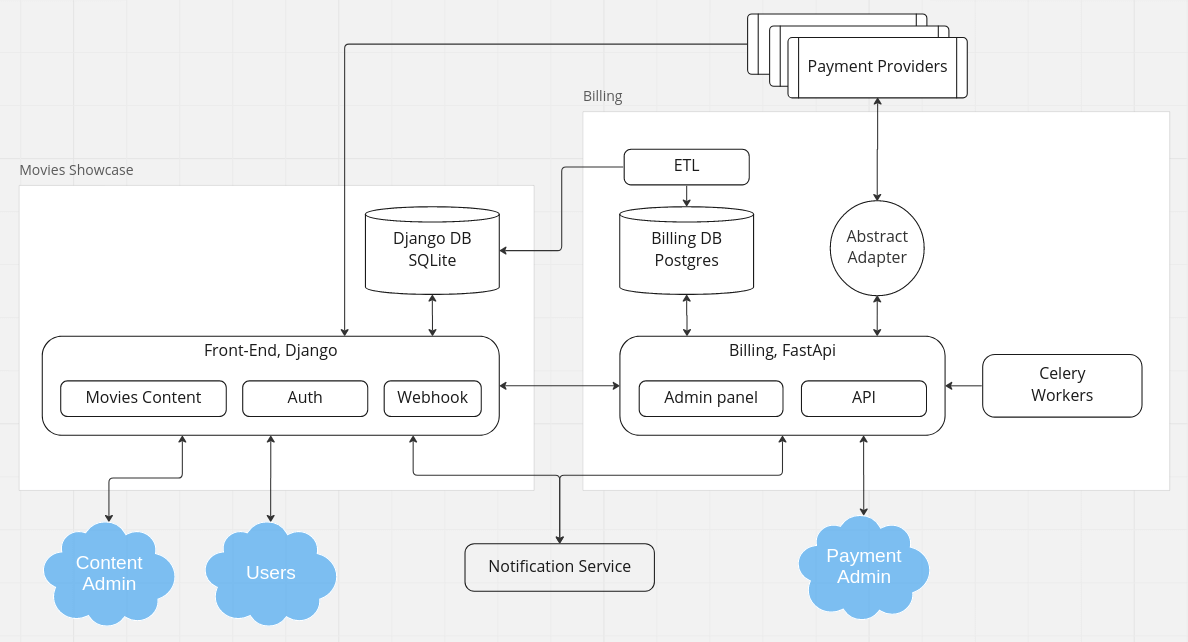 Payment Providers
Billing
ETL
Movies Showcase
Django DB
SQLite
Billing DB
Postgres
Abstract
Adapter
Front-End, Django
Movies Content
Auth
Webhook
Billing, FastApi
Admin panel
API
Celery
Workers
Content
Admin
Users
Notification Service
Payment
Admin